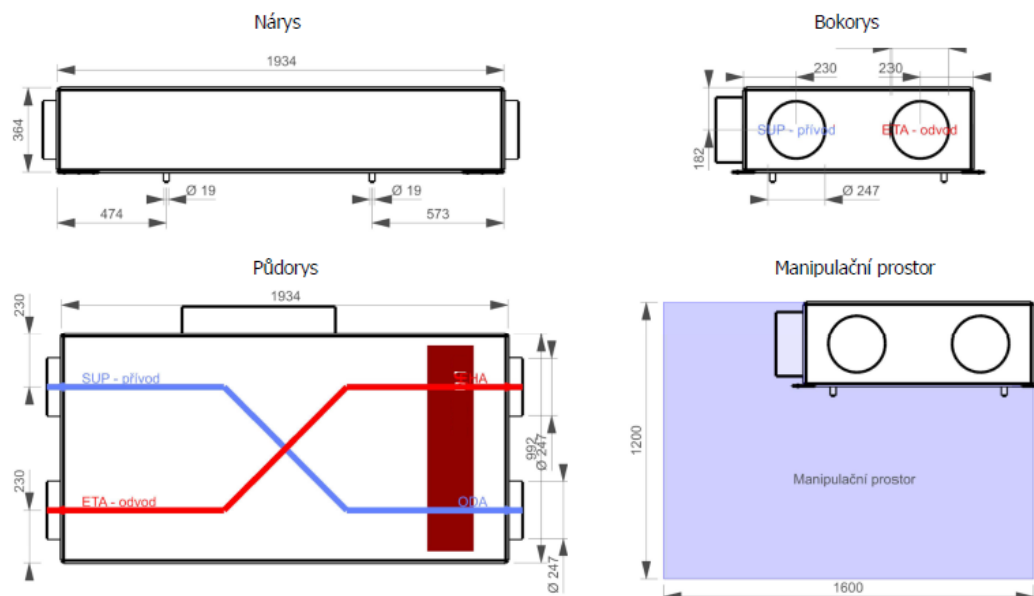 Nárys
Bokorys
1934
230
230
364
SUP - přívod
ETA - odvod
182
Ø 19
Ø 19
Ø 247
474
573
Půdorys
Manipulační prostor
1934
230
SUP - přívod
992
Ø 247
230
ETA - odvod
ODA
Ø 247
1200
Manipulační prostor
1600